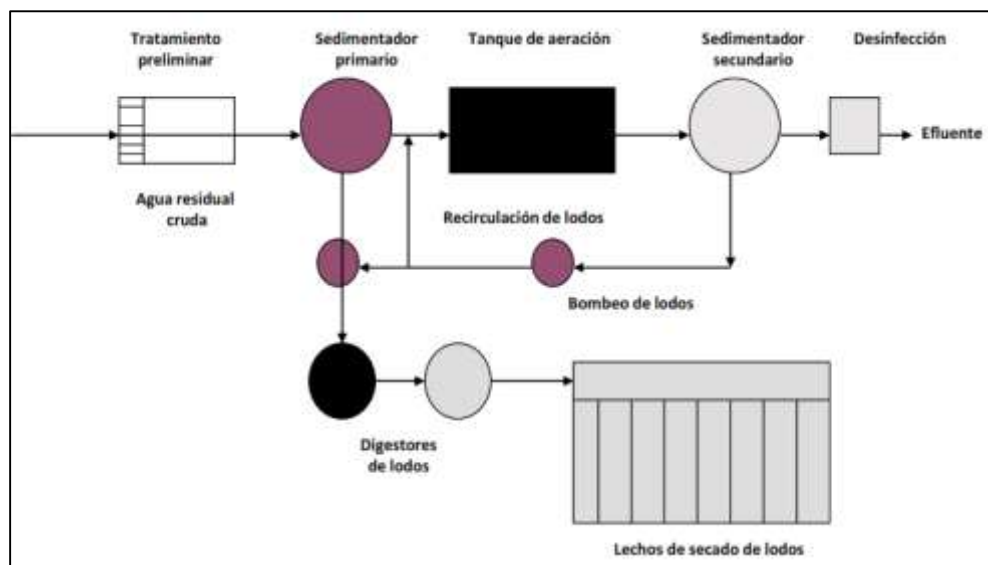 Tratamiento
preliminar
Sedimentador
primario
Tanque de aeración
Sedimentador
secundario
Desinfección
Efluente
Agua residual
cruda
Recirculación de lodos
Bombeo de lodos
Digestores
de lodos
Lechos de secado de lodos